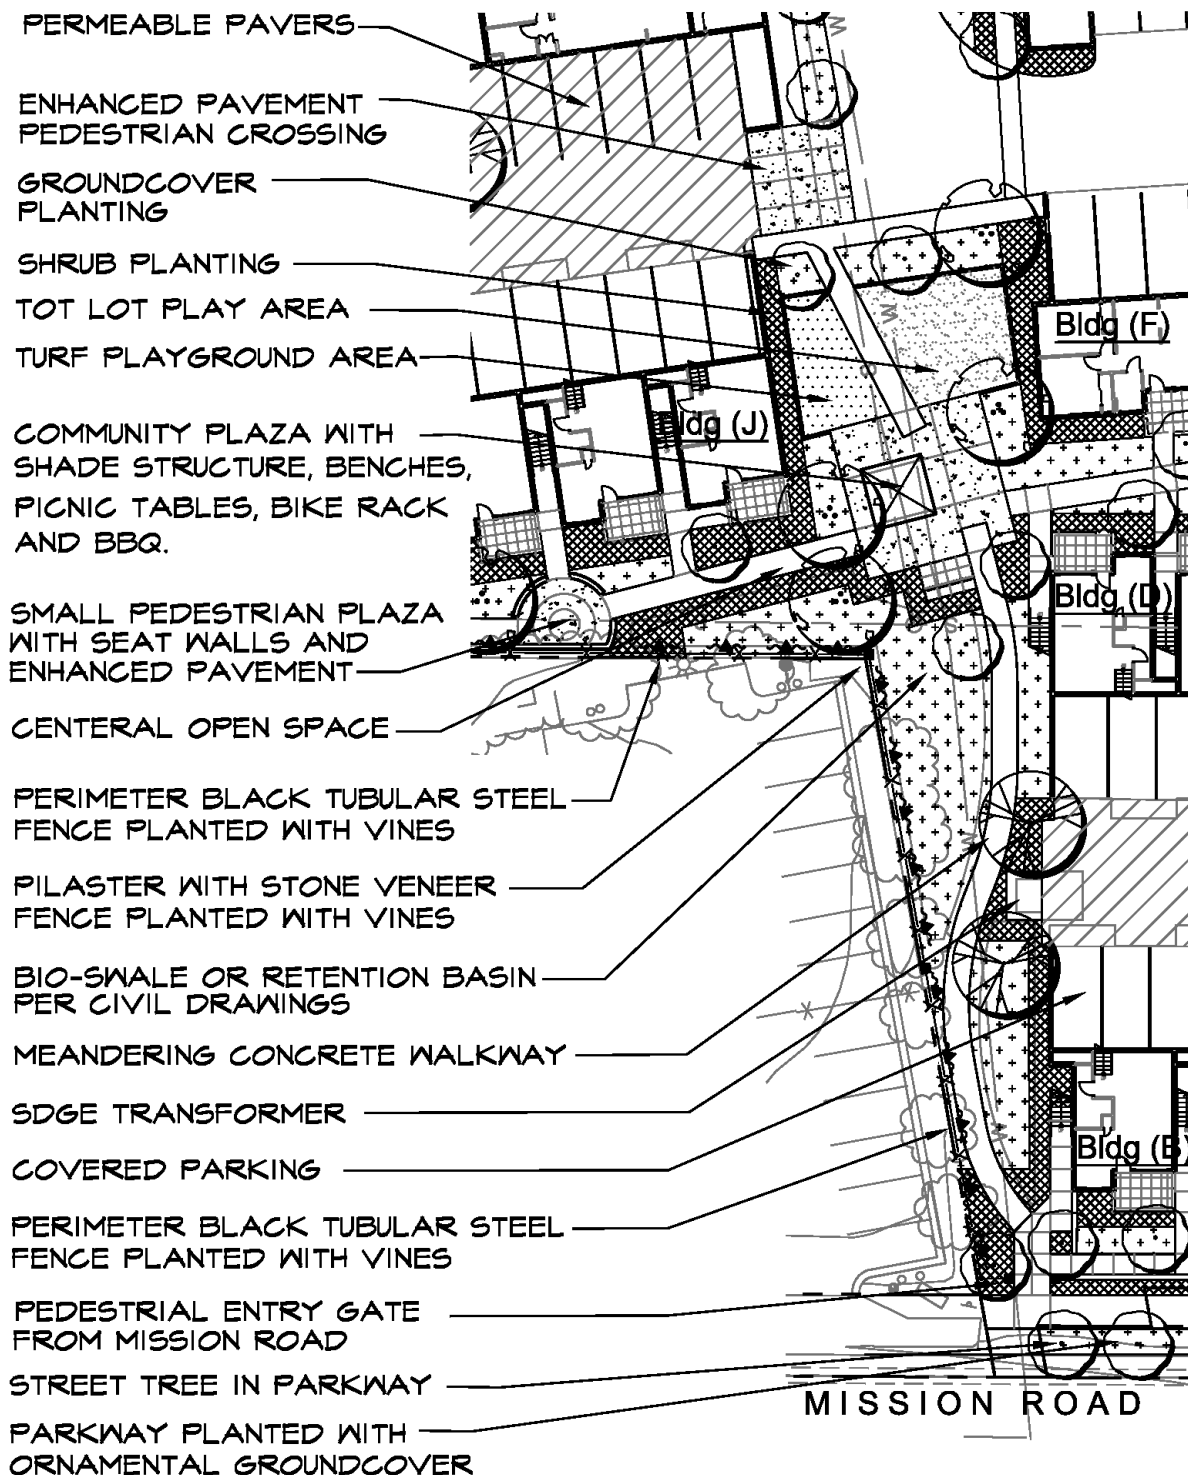 PERMEABLE PAVERS
ENHANCED PAVEMENT
PEDESTRIAN CROSSING
GROUNDCOVER
PLANTING
SHRUB PLANTING
TOT LOT PLAY AREA
TURF PLAYGROUND AREA
COMMUNITY PLAZA WITH
SHADE STRUCTURE, BENCHES,
PICNIC TABLES, BIKE RACK
AND BBQ.
SMALL PEDESTRIAN PLAZA
WITH SEAT WALLS AND
ENHANCED PAVEMENT
CENTERAL OPEN SPACE
PERIMETER BLACK TUBULAR STEEL
FENCE PLANTED WITH VINES
PILASTER WITH STONE VENEER
FENCE PLANTED WITH VINES
BIO-SWALE OR RETENTION BASIN
PER CIVIL DRAWINGS
MEANDERING CONCRETE WALKWAY
SDGE TRANSFORMER
COVERED PARKING
PERIMETER BLACK TUBULAR STEEL
FENCE PLANTED WITH VINES
PEDESTRIAL ENTRY GATE
FROM MISSION ROAD
STREET TREE IN PARKWAY
PARKWAY PLANTED WITH
ORNAMENTAL GROUNDCOVER
Bldg (F)
ldg (J)
Bldg (D)
Bldg (B)
W
W
W
W
MISSION ROAD